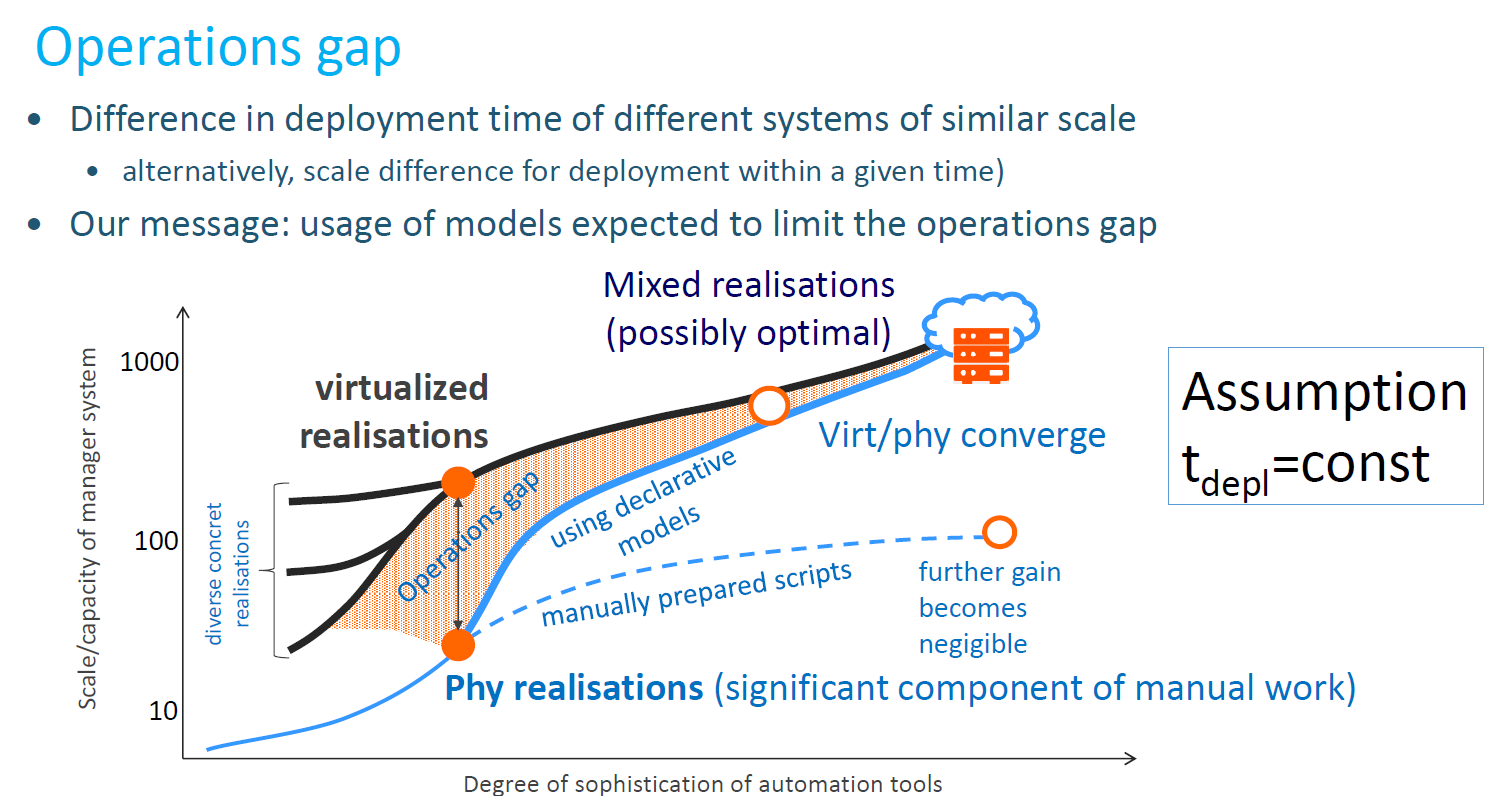 Operations gap
• Difference in deployment time of different systems of similar scale
• alternatively, scale difference for deployment within a given time)
• Our message: usage of models expected to limit the operations gap
Mixed realisations
(possibly optimal)
virtualized
realisations
Virt/phy converge
Assumption
t_depl=const
Scale/capacity of manager system
1000
100
10
diverse concret
realisations
Operations gap
using declarative
models
manually prepared scripts
further gain
becomes
negigible
Phy realisations (significant component of manual work)
Degree of sophistication of automation tools